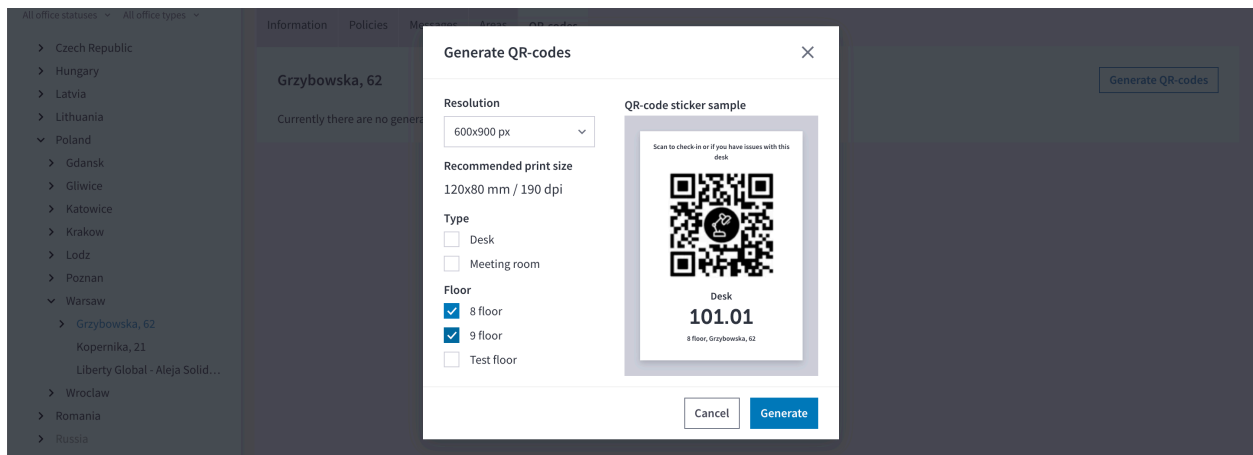 All office statuses
All office types
Czech Republic
Hungary
Latvia
Lithuania
Poland
Gdansk
Gliwice
Katowice
Krakow
Lodz
Poznan
Warsaw
Grzybowska, 62
Kopernika, 21
Liberty Global - Aleja Solid...
Wroclaw
Romania
Russia
Information Policies Messages Areas QR-codes
Grzybowska, 62
Generate QR-codes
Currently there are no genera
Generate QR-codes
Resolution
600x900 px
Recommended print size
120x80 mm / 190 dpi
Type
Desk
Meeting room
Floor
8 floor
9 floor
Test floor
QR-code sticker sample
Scan to check-in or if you have issues with this
desk
Desk
101.01
8 floor, Grzybowska, 62
Cancel Generate